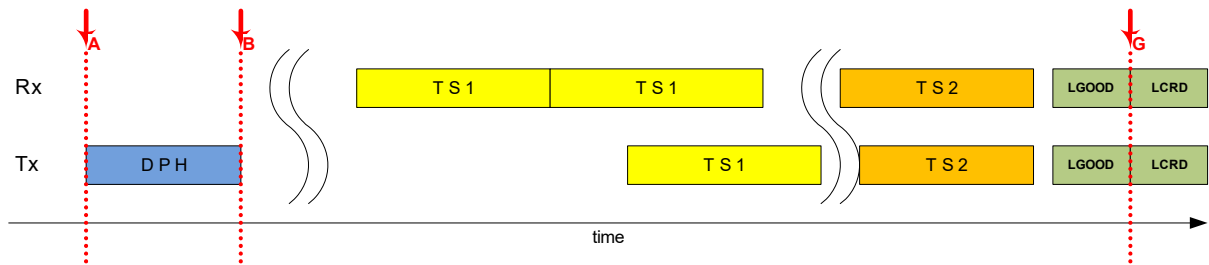 A B G
Rx T S 1 T S 1 T S 2 LGOOD LCRD
Tx D P H T S 1 T S 2 LGOOD LCRD
time